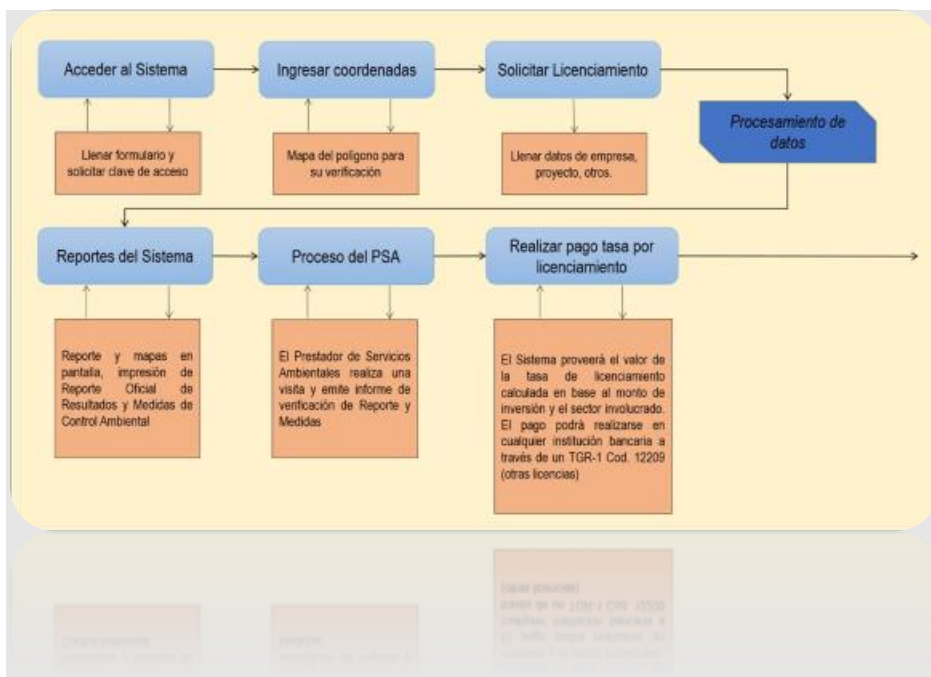 Acceder al Sistema
Ingresar coordenadas
Solicitar Licenciamiento
Procesamiento de
datos
Llenar formulario y
solicitar clave de acceso
Mapa del polígono para
su verificación
Llenar datos de empresa,
proyecto, otros.
Reportes del Sistema
Proceso del PSA
Realizar pago tasa por
licenciamiento
Reporte y mapas en
pantalla, impresión de
Reporte Oficial de
Resultados y Medidas de
Control Ambiental
El Prestador de Servicios
Ambientales realiza una
visita y emite informe de
verificación de Reporte y
Medidas
El Sistema proveerá el valor de
la tasa de licenciamiento
calculada en base al monto de
inversión y el sector involucrado.
El pago podrá realizarse en
cualquier institución bancaria a
través de un TGR-1 Cod. 12209
(otras licencias)